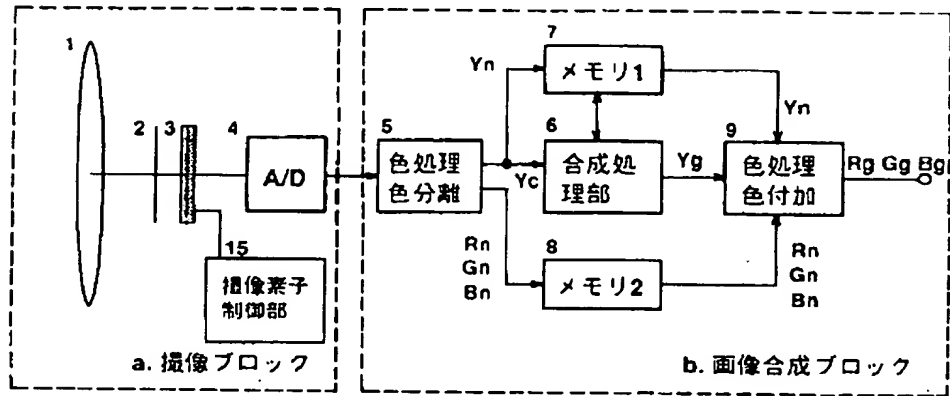 1
2
3
4
A/D
15
撮像素子
制御部
a. 撮像ブロック
5
色処理
色分離
Yn
Yc
Rn
Gn
Bn
7
メモリ1
6
合成処
理部
8
メモリ2
Yn
Yg
9
色処理
色付加
Rn
Gn
Bn
Rg Gg Bg
b. 画像合成ブロック